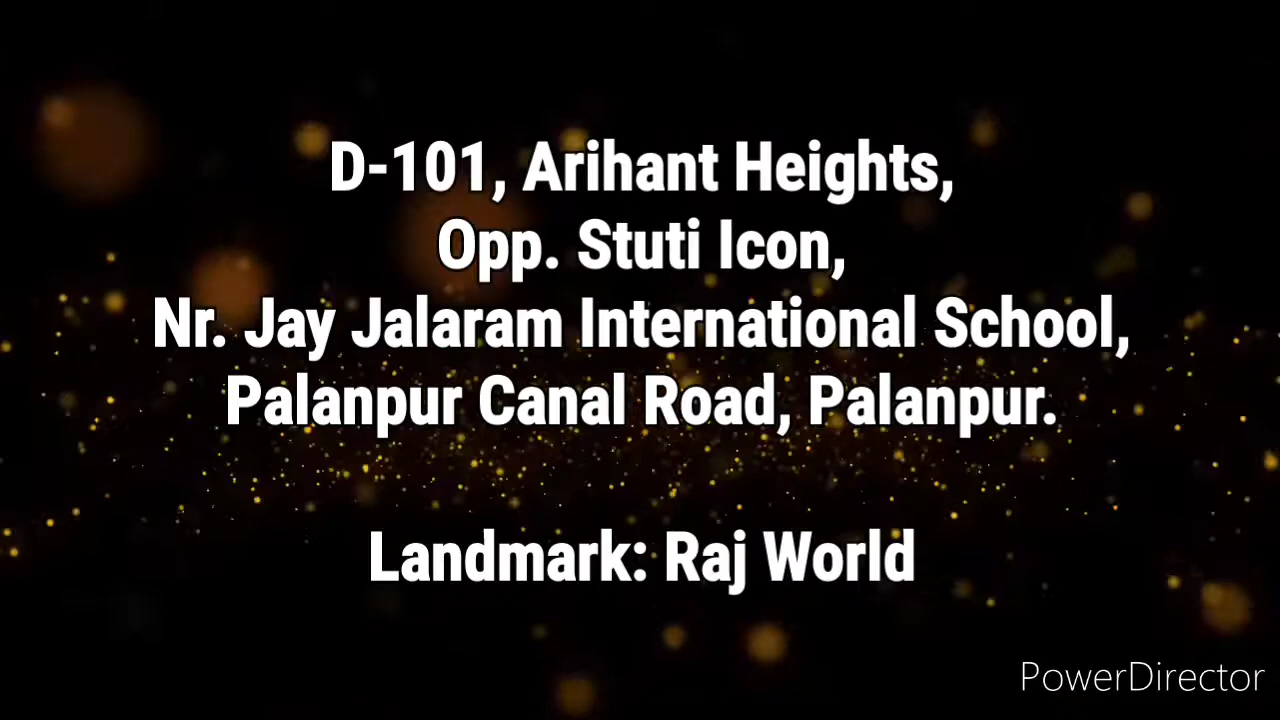 D-101, Arihant Heights,
Opp. Stuti Icon,
Nr. Jay Jalaram International School,
Palanpur Canal Road, Palanpur.
Landmark: Raj World
PowerDirector